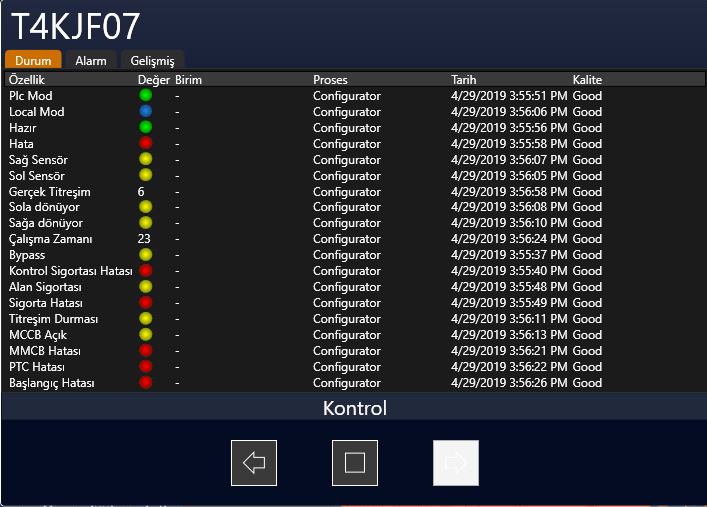 T4KJF07
Durum Alarm Gelişmiş
Özellik Değer Birim Proses Tarih Kalite
Plc Mod - Configurator 4/29/2019 3:55:51 PM Good
Local Mod - Configurator 4/29/2019 3:56:06 PM Good
Hazır - Configurator 4/29/2019 3:55:56 PM Good
Hata - Configurator 4/29/2019 3:55:58 PM Good
Sağ Sensör - Configurator 4/29/2019 3:56:07 PM Good
Sol Sensör - Configurator 4/29/2019 3:56:05 PM Good
Gerçek Titreşim 6 - Configurator 4/29/2019 3:56:58 PM Good
Sola dönüyor - Configurator 4/29/2019 3:56:08 PM Good
Sağa dönüyor - Configurator 4/29/2019 3:56:10 PM Good
Çalışma Zamanı 23 - Configurator 4/29/2019 3:56:24 PM Good
Bypass - Configurator 4/29/2019 3:55:37 PM Good
Kontrol Sigortası Hatası - Configurator 4/29/2019 3:55:40 PM Good
Alan Sigortası - Configurator 4/29/2019 3:55:48 PM Good
Sigorta Hatası - Configurator 4/29/2019 3:55:49 PM Good
Titreşim Durması - Configurator 4/29/2019 3:56:11 PM Good
MCCB Açık - Configurator 4/29/2019 3:56:13 PM Good
MMCB Hatası - Configurator 4/29/2019 3:56:21 PM Good
PTC Hatası - Configurator 4/29/2019 3:56:22 PM Good
Başlangıç Hatası - Configurator 4/29/2019 3:56:26 PM Good
Kontrol